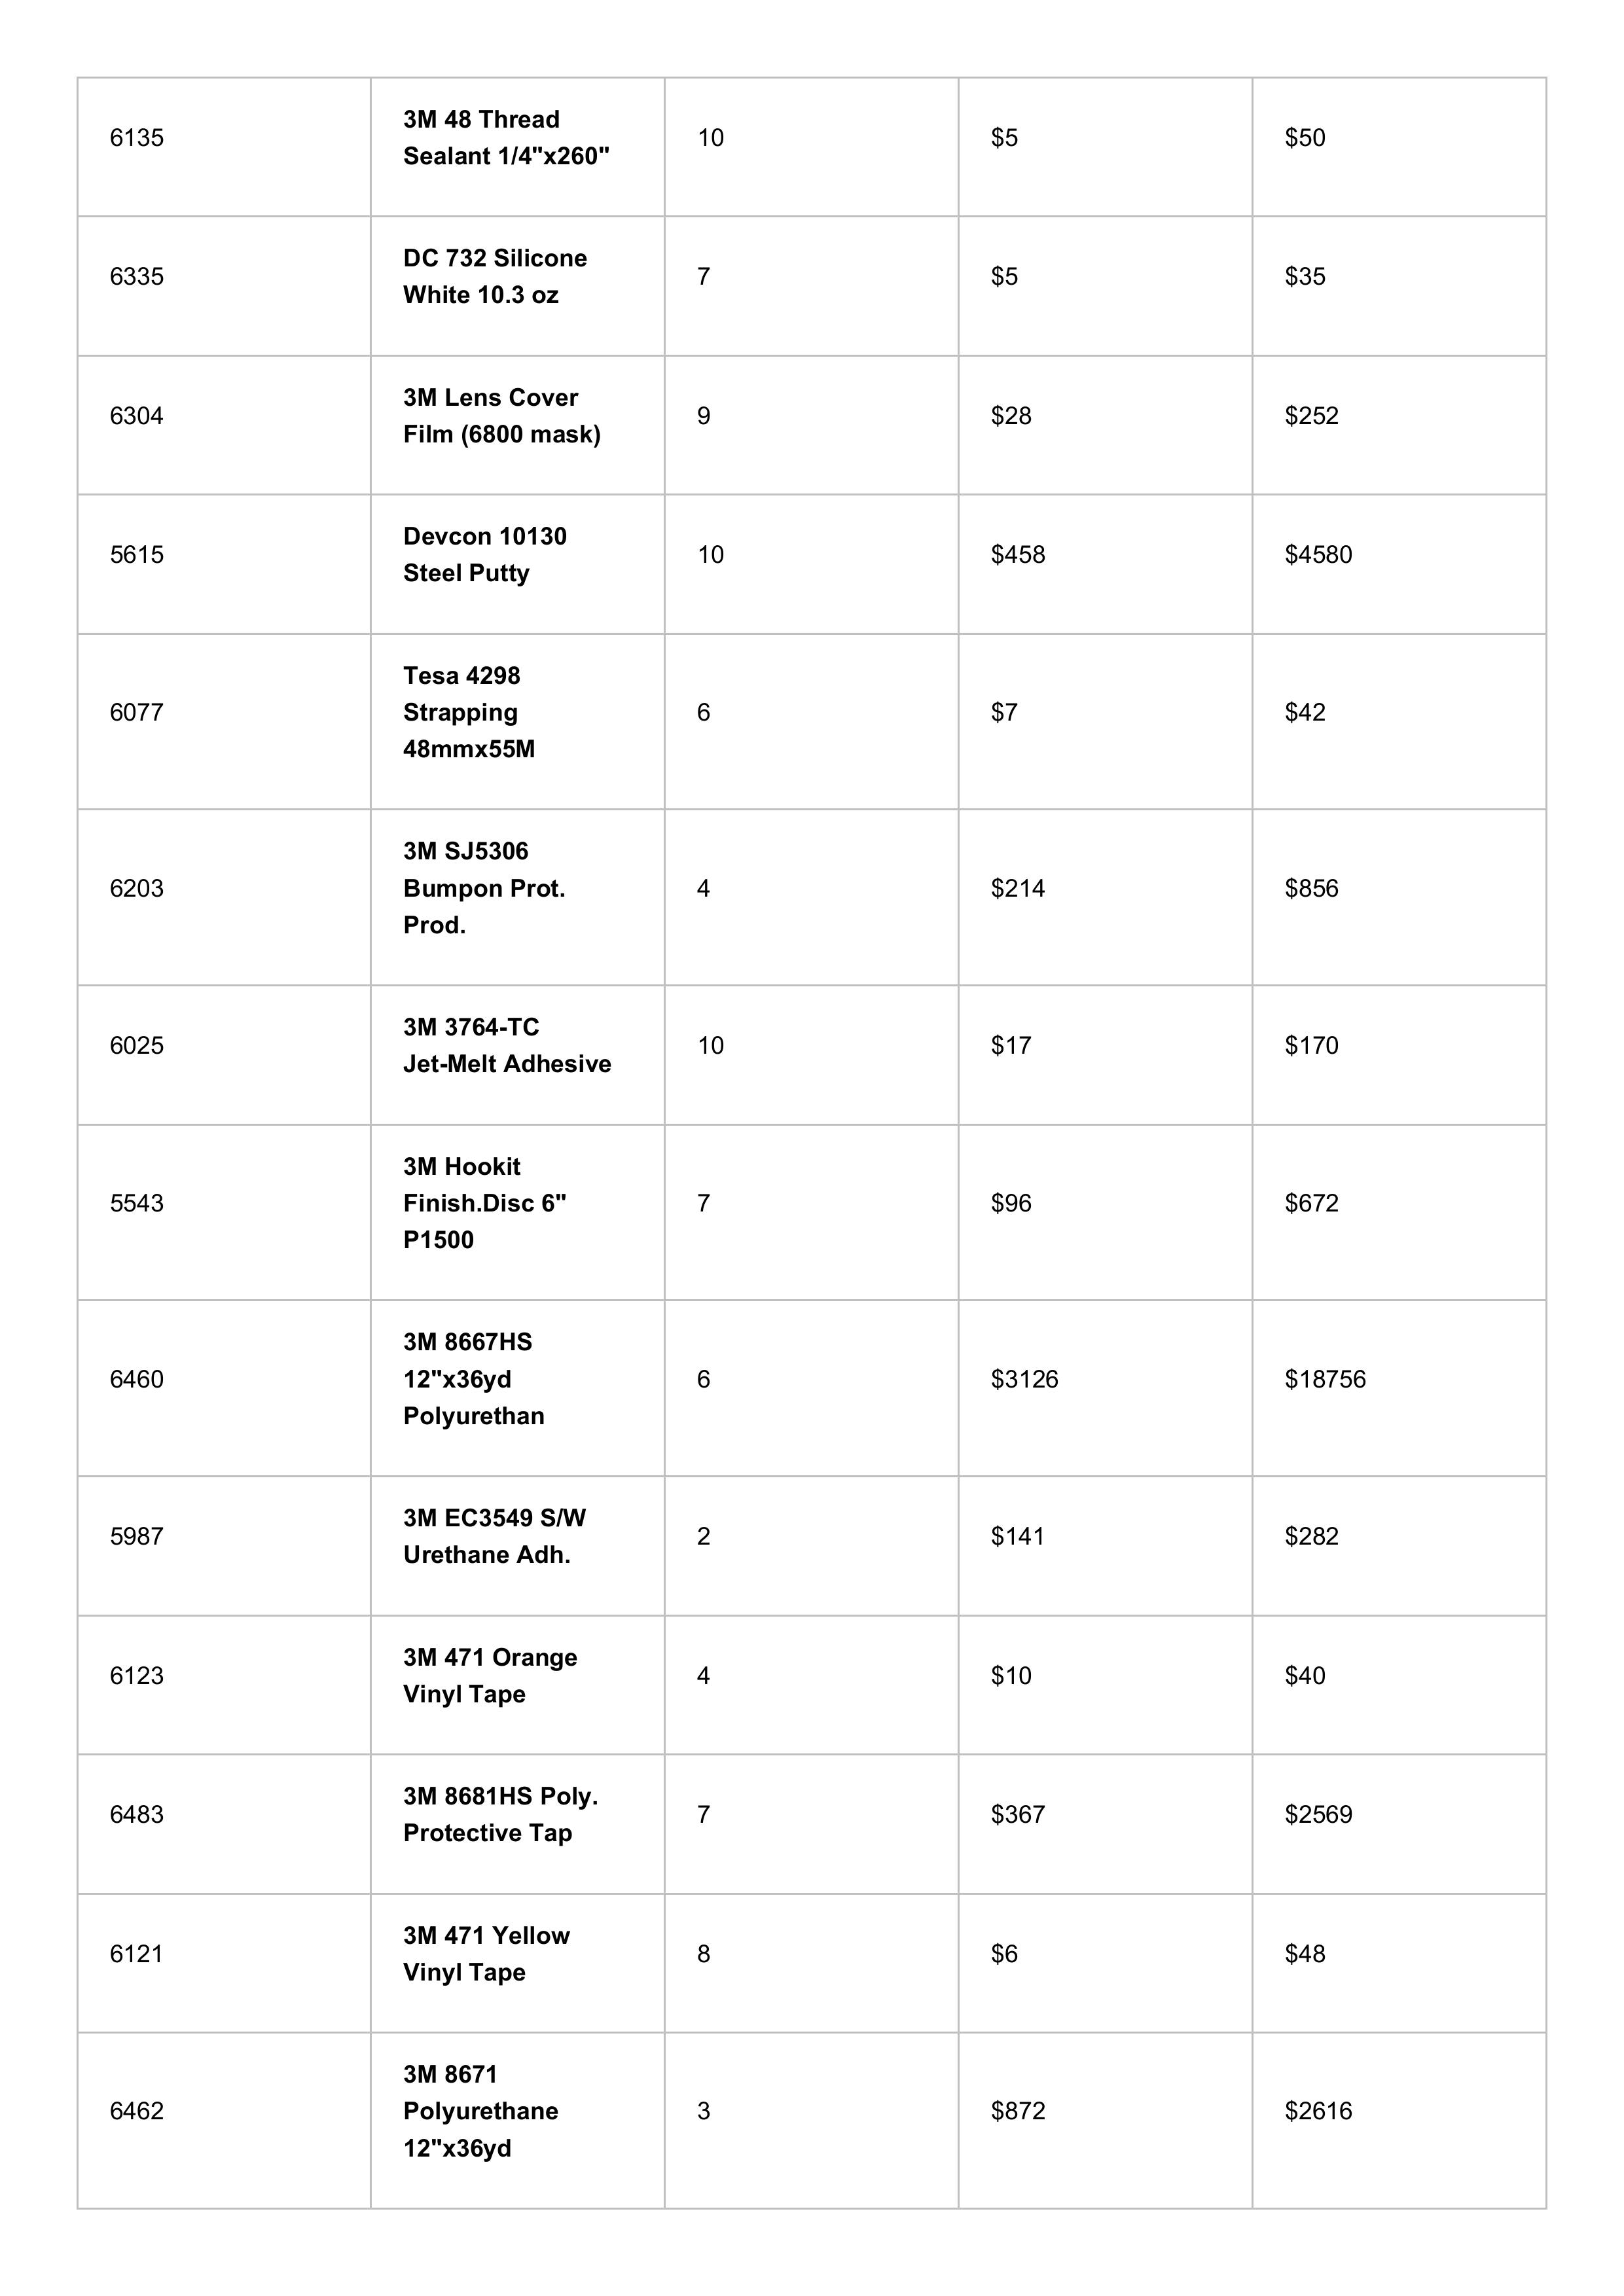 6135
3M 48 Thread
Sealant 1/4"x260"
10
$5
$50
6335
DC 732 Silicone
White 10.3 oz
7
$5
$35
6304
3M Lens Cover
Film (6800 mask)
9
$28
$252
5615
Devcon 10130
Steel Putty
10
$458
$4580
6077
Tesa 4298
Strapping
48mmx55M
6
$7
$42
6203
3M SJ5306
Bumpon Prot.
Prod.
4
$214
$856
6025
3M 3764-TC
Jet-Melt Adhesive
10
$17
$170
5543
3M Hookit
Finish.Disc 6"
P1500
7
$96
$672
6460
3M 8667HS
12"x36yd
Polyurethan
6
$3126
$18756
5987
3M EC3549 S/W
Urethane Adh.
2
$141
$282
6123
3M 471 Orange
Vinyl Tape
4
$10
$40
6483
3M 8681HS Poly.
Protective Tap
7
$367
$2569
6121
3M 471 Yellow
Vinyl Tape
8
$6
$48
6462
3M 8671
Polyurethane
12"x36yd
3
$872
$2616